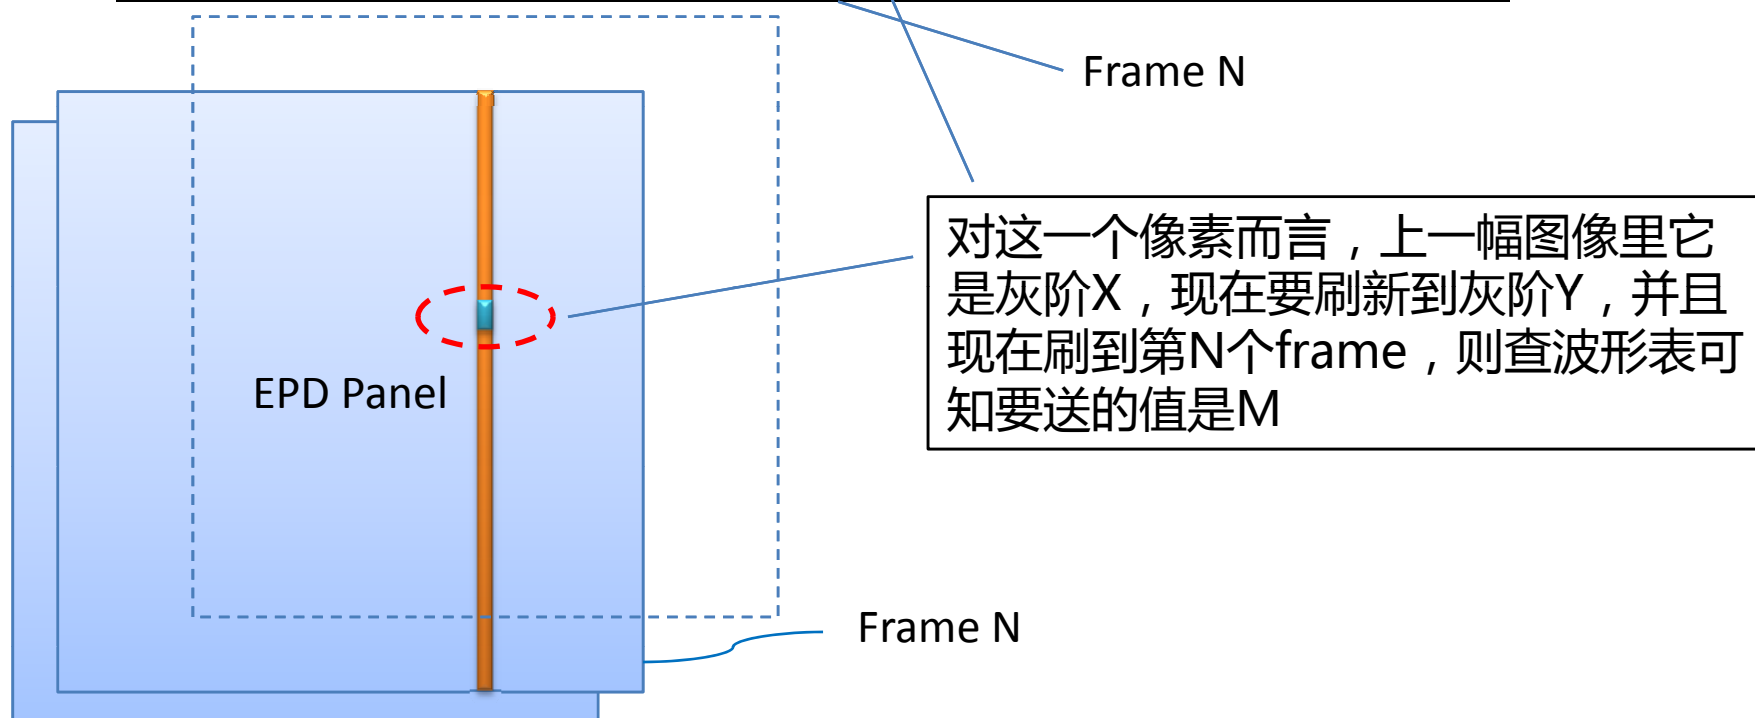 Frame N
对这一个像素而言，上一幅图像里它
是灰阶X，现在要刷新到灰阶Y，并且
现在刷到第N个frame，则查波形表可
知要送的值是M
EPD Panel
Frame N